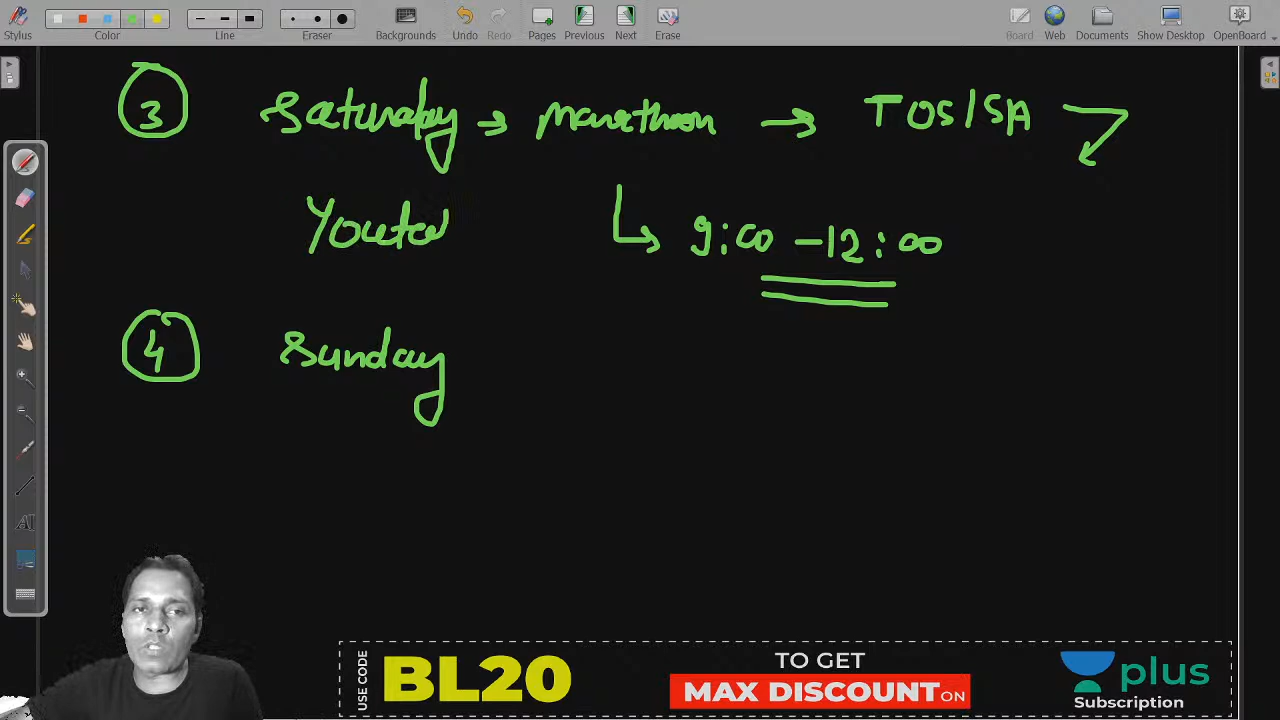 Stylus
Color
Line
Eraser
Backgrounds
Undo
Redo
Pages
Previous
Next
Erase
Board
Web
Documents
Show Desktop
OpenBoard
3 Saturday → marathon → TOS/SA
9:00 - 12:00
4 Sunday
USE CODE
BL20
TO GET
MAX DISCOUNT ON
plus
Subscription